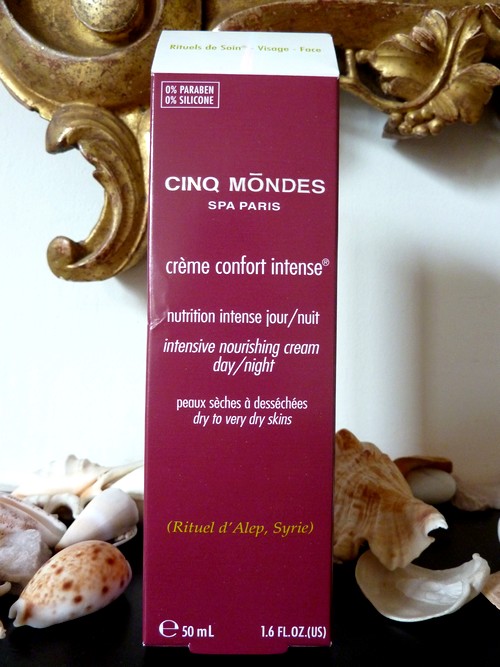 Rituels de Soin® - Visage - Face
0% PARABEN
0% SILICONE
CINQ MŌNDES
SPA PARIS
crème confort intense®
nutrition intense jour/nuit
intensive nourishing cream
day/night
peaux sèches à desséchées
dry to very dry skins
(Rituel d'Alep, Syrie)
℮ 50 mL 1.6 FL.OZ.(US)